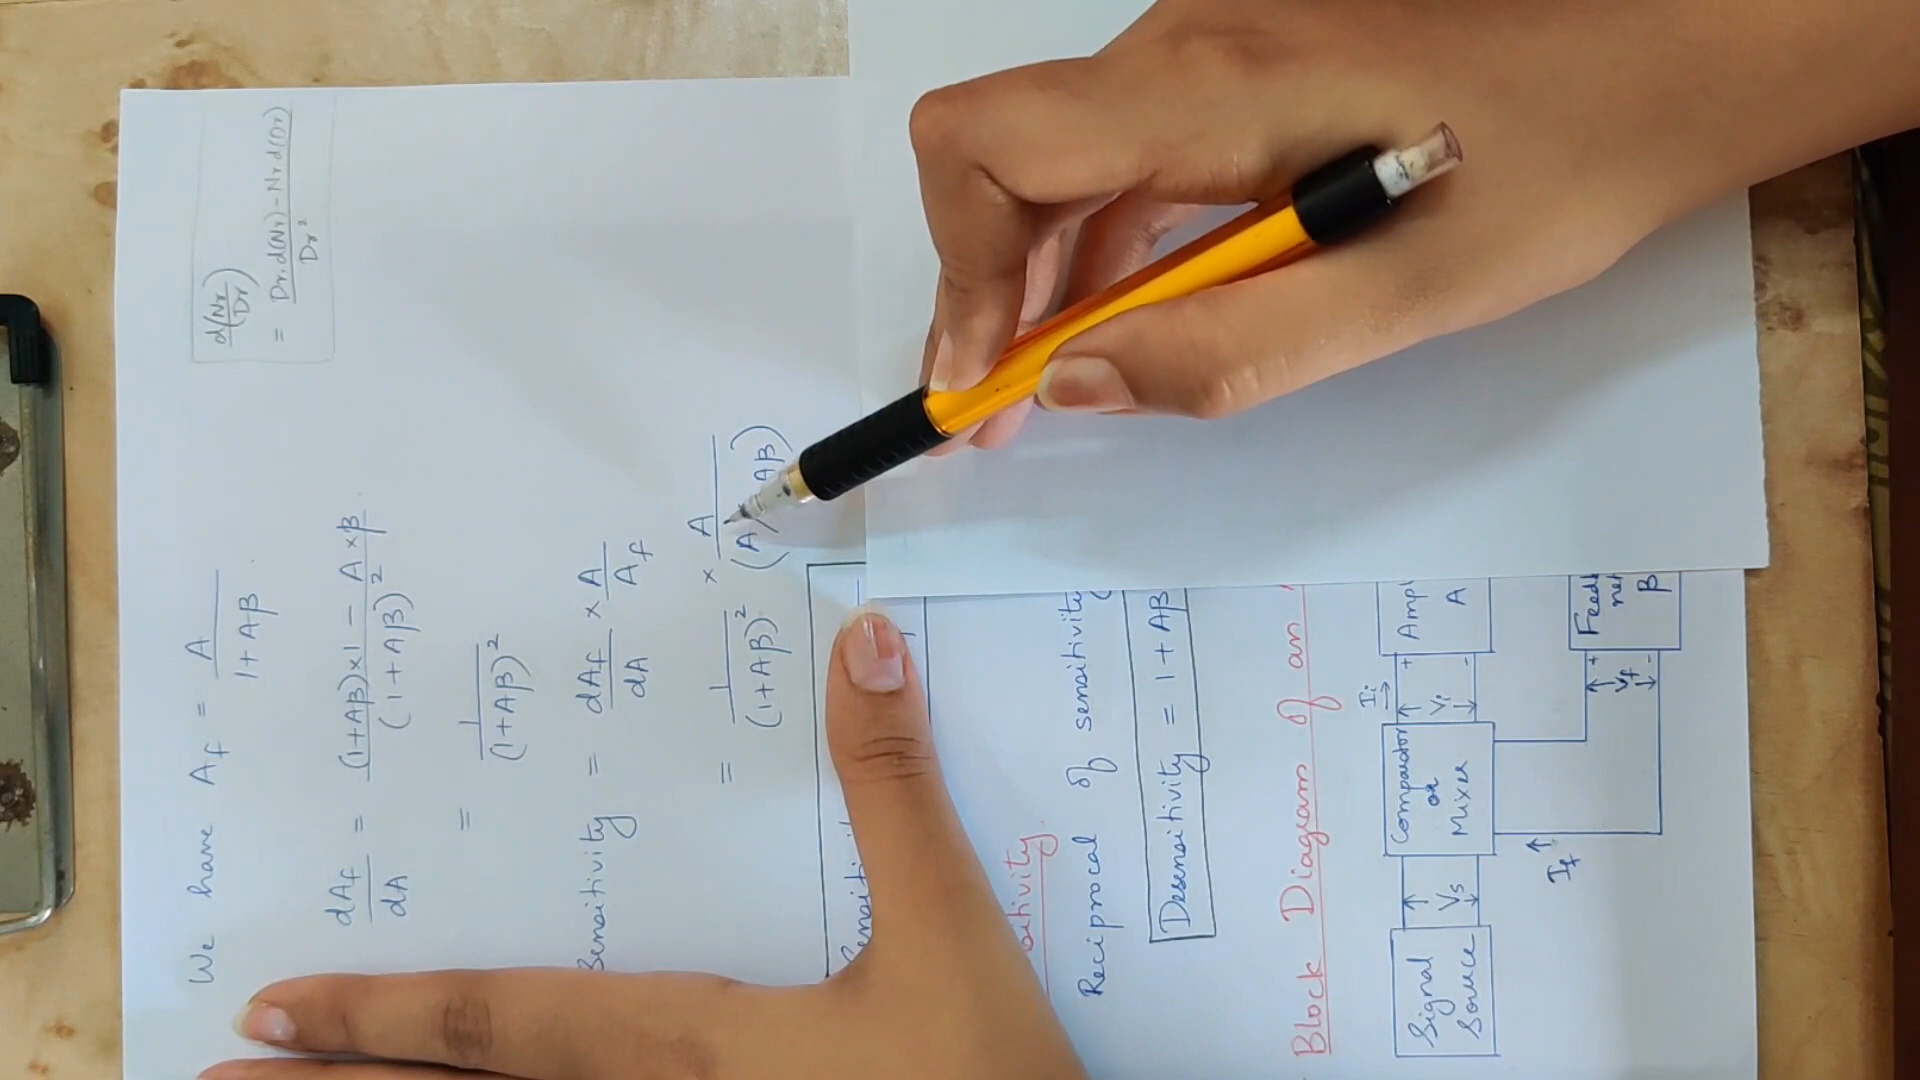 We have Af = A / 1 + Aβ .
d(Nr/Dr)
= Dr.d(Nr) - Nr d(Dr) / Dr²
dAf / dA = (1+Aβ)×1 - A×β / (1+Aβ)² .
= 1 / (1+Aβ)²
Sensitivity = dAf / dA × A / Af
= 1 / (1+Aβ)² × A / (A/ Aβ)
Reciprocal of sensitivity
Desensitivity = 1 + Aβ
Block Diagram of an
Signal Source
Vs
Comparator or Mixer
Ii
+ Vi -
A
+ Vf -
β
If